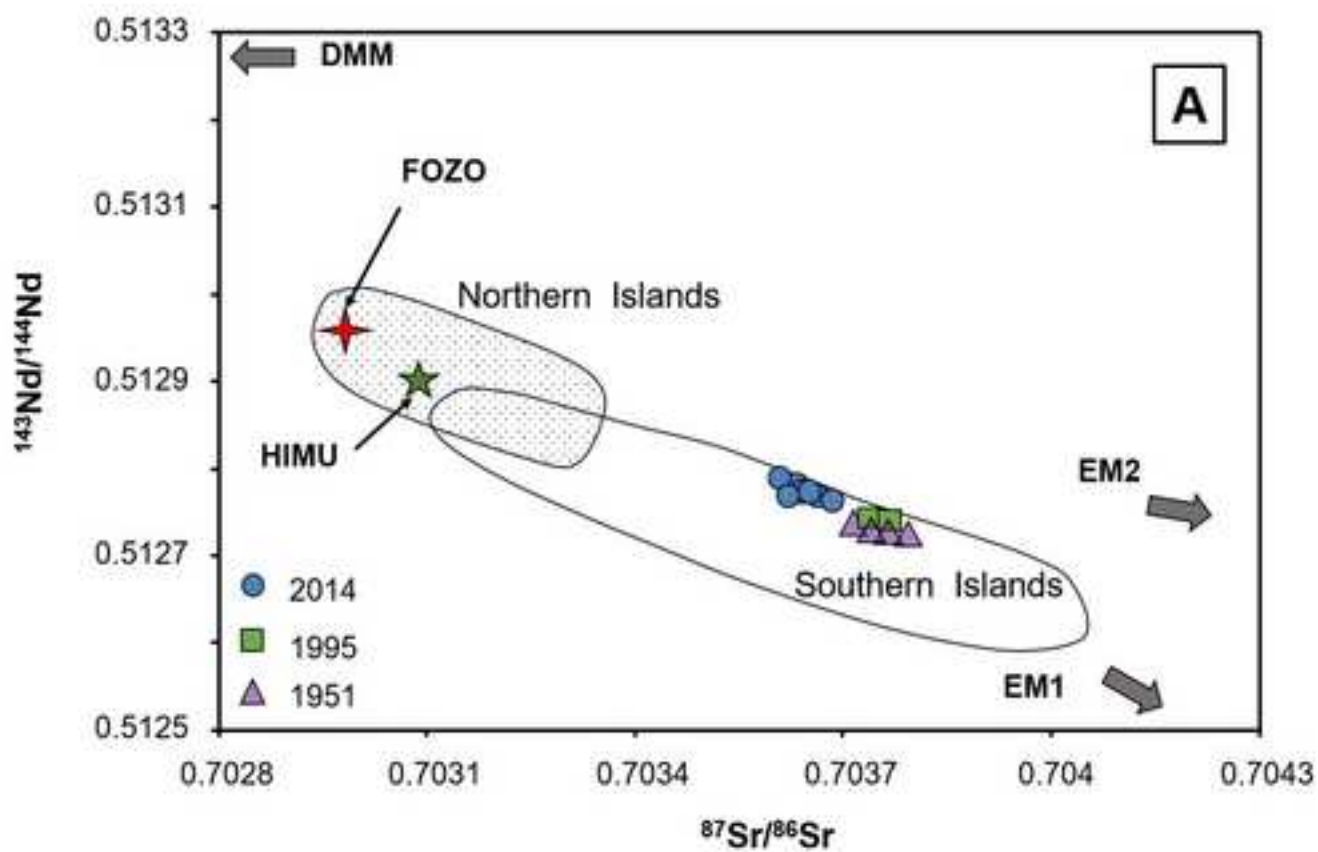 0.5133
DMM
A
FOZO
0.5131
Northern Islands
0.5129
HIMU
EM2
0.5127
Southern Islands
2014
1995
1951
EM1
0.5125
0.7028
0.7031
0.7034
0.7037
0.704
0.7043
¹⁴³Nd/¹⁴⁴Nd
⁸⁷Sr/⁸⁶Sr